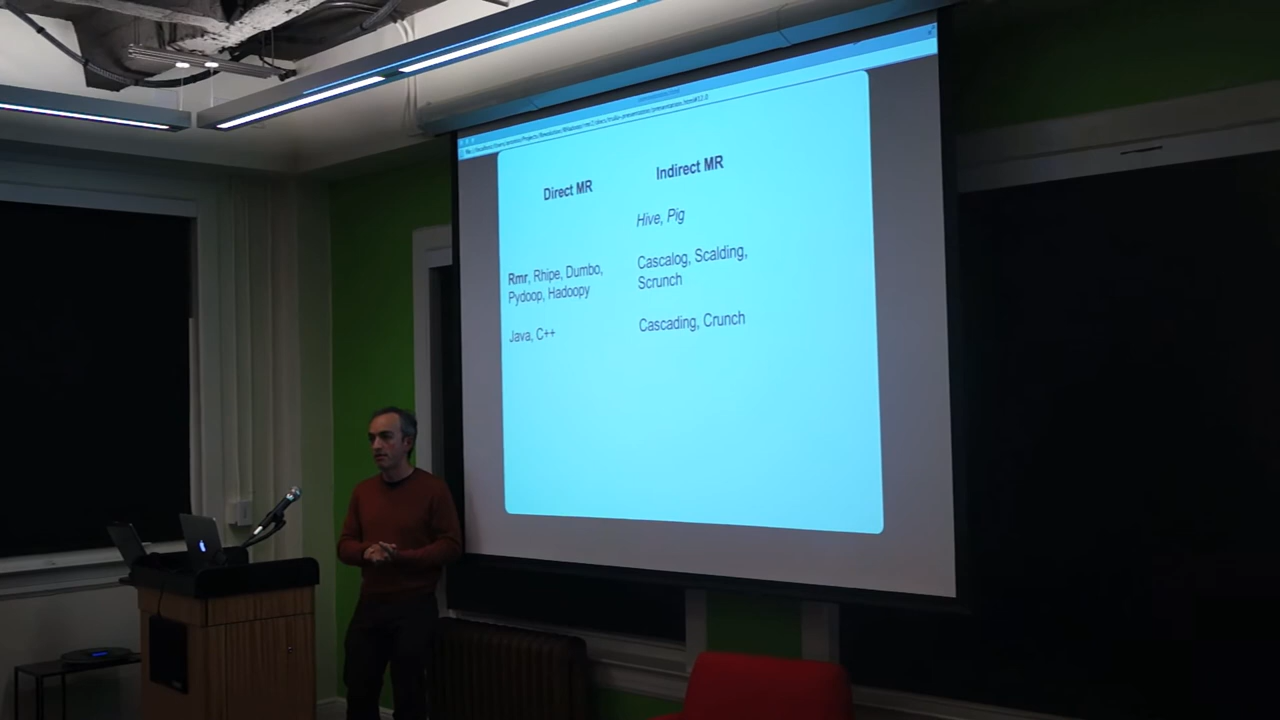 Direct MR
Indirect MR
Hive, Pig
Rmr, Rhipe, Dumbo,
Pydoop, Hadoopy
Cascalog, Scalding,
Scrunch
Java, C++
Cascading, Crunch